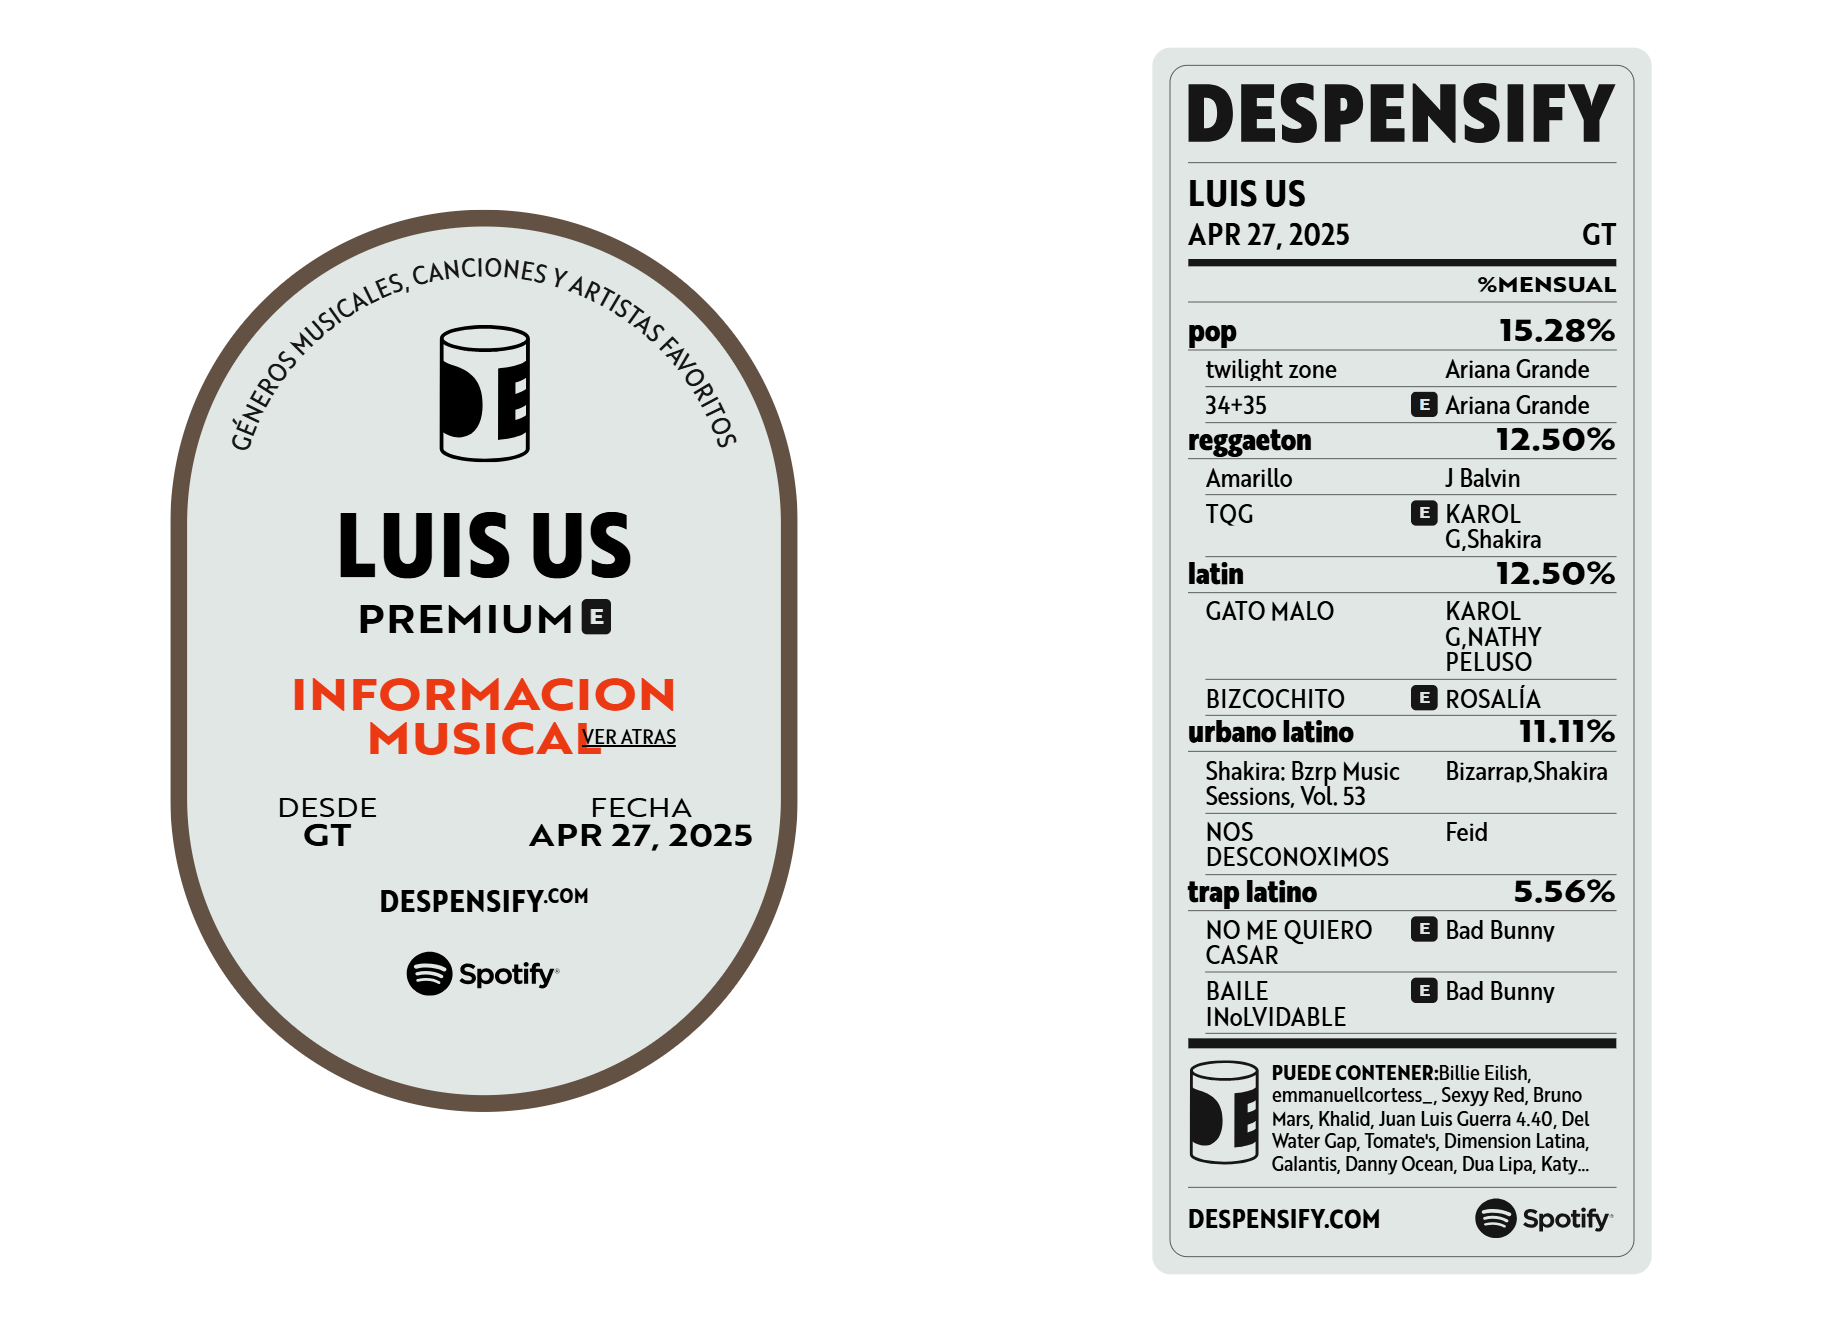 GÉNEROS MUSICALES, CANCIONES Y ARTISTAS FAVORITOS
DE
LUIS US
PREMIUM E
INFORMACION
MUSICAL
VER ATRAS
DESDE
GT
FECHA
APR 27, 2025
DESPENSIFY.COM
Spotify®
DESPENSIFY
LUIS US
APR 27, 2025 GT
%MENSUAL
pop 15.28%
twilight zone Ariana Grande
34+35 E Ariana Grande
reggaeton 12.50%
Amarillo J Balvin
TQG E KAROL
G,Shakira
latin 12.50%
GATO MALO KAROL
G,NATHY
PELUSO
BIZCOCHITO E ROSALÍA
urbano latino 11.11%
Shakira: Bzrp Music Bizarrap,Shakira
Sessions, Vol. 53
NOS Feid
DESCONOXIMOS
trap latino 5.56%
NO ME QUIERO E Bad Bunny
CASAR
BAILE E Bad Bunny
INoLVIDABLE
DE
PUEDE CONTENER:Billie Eilish,
emmanuellcortess_, Sexyy Red, Bruno
Mars, Khalid, Juan Luis Guerra 4.40, Del
Water Gap, Tomate's, Dimension Latina,
Galantis, Danny Ocean, Dua Lipa, Katy...
DESPENSIFY.COM Spotify®